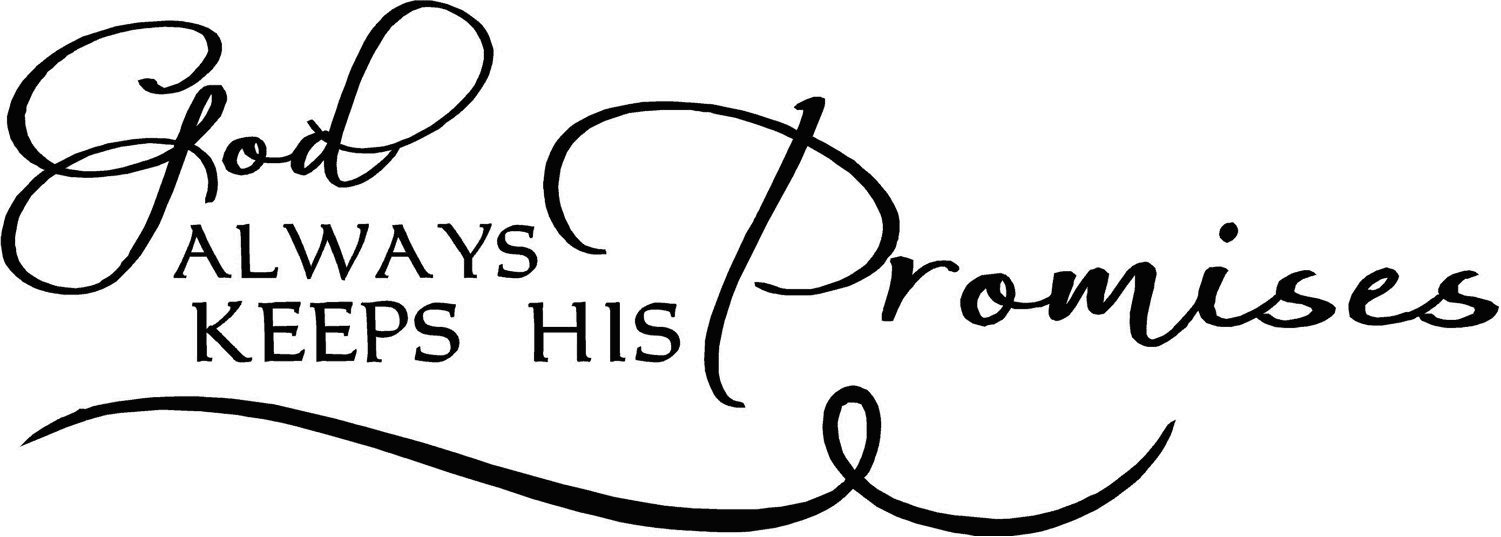 God
ALWAYS
KEEPS HIS
Promises